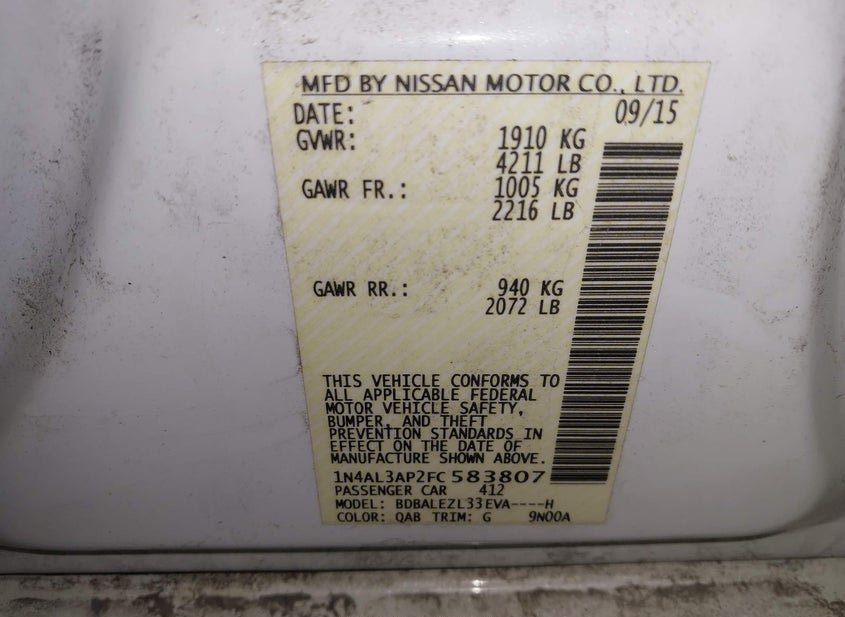 MFD BY NISSAN MOTOR CO., LTD.
DATE: 09/15
GVWR: 1910 KG
4211 LB
GAWR FR.: 1005 KG
2216 LB
GAWR RR.: 940 KG
2072 LB
THIS VEHICLE CONFORMS TO
ALL APPLICABLE FEDERAL
MOTOR VEHICLE SAFETY,
BUMPER, AND THEFT
PREVENTION STANDARDS IN
EFFECT ON THE DATE OF
MANUFACTURE SHOWN ABOVE.
1N4AL3AP2FC583807
PASSENGER CAR 412
MODEL: BDBALEZL33EVA----H
COLOR: QAB TRIM: G 9N00A